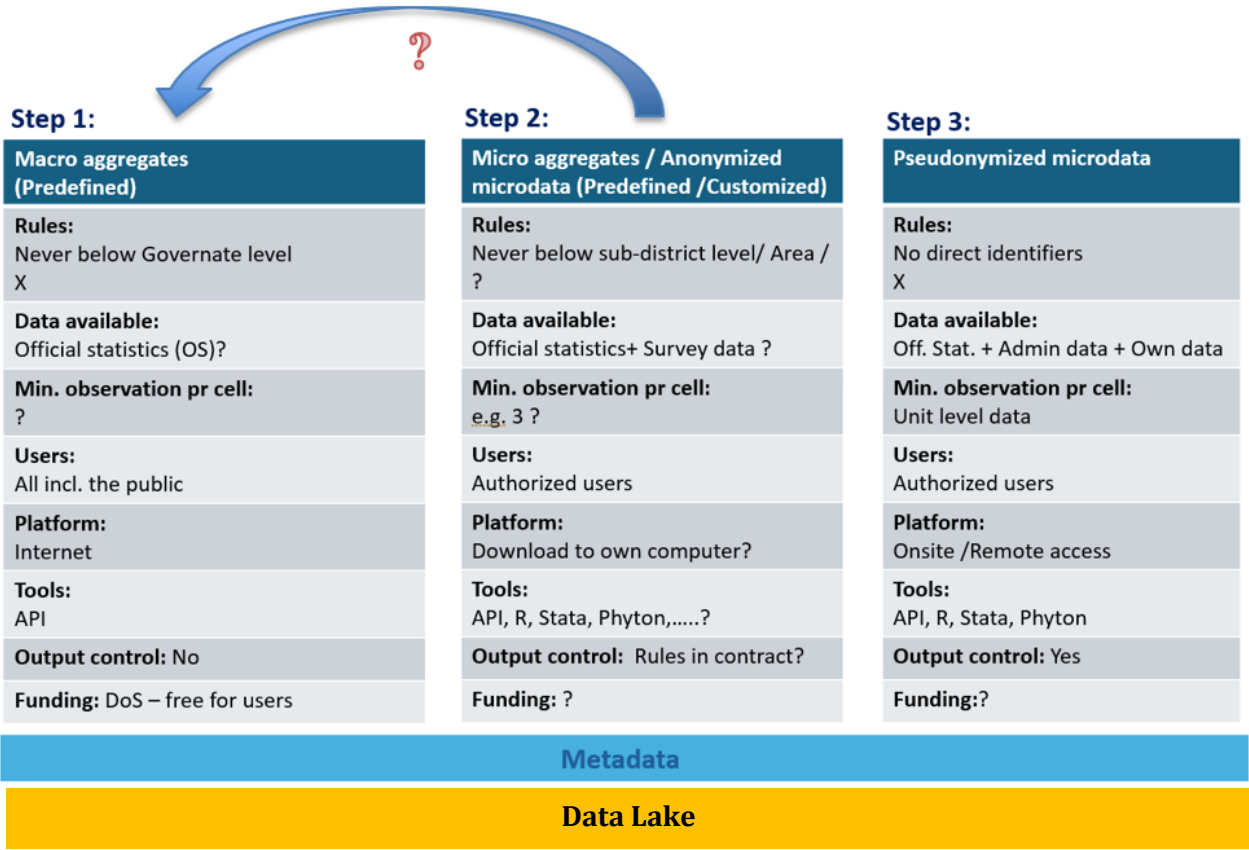 ?
Step 1:
Macro aggregates
(Predefined)
Rules:
Never below Governate level
X
Data available:
Official statistics (OS)?
Min. observation pr cell:
?
Users:
All incl. the public
Platform:
Internet
Tools:
API
Output control: No
Funding: DoS – free for users
Step 2:
Micro aggregates / Anonymized
microdata (Predefined /Customized)
Rules:
Never below sub-district level/ Area /
?
Data available:
Official statistics+ Survey data ?
Min. observation pr cell:
e.g. 3 ?
Users:
Authorized users
Platform:
Download to own computer?
Tools:
API, R, Stata, Phyton,.....?
Output control:  Rules in contract?
Funding: ?
Step 3:
Pseudonymized microdata
Rules:
No direct identifiers
X
Data available:
Off. Stat. + Admin data + Own data
Min. observation pr cell:
Unit level data
Users:
Authorized users
Platform:
Onsite /Remote access
Tools:
API, R, Stata, Phyton
Output control: Yes
Funding:?
Metadata
Data Lake